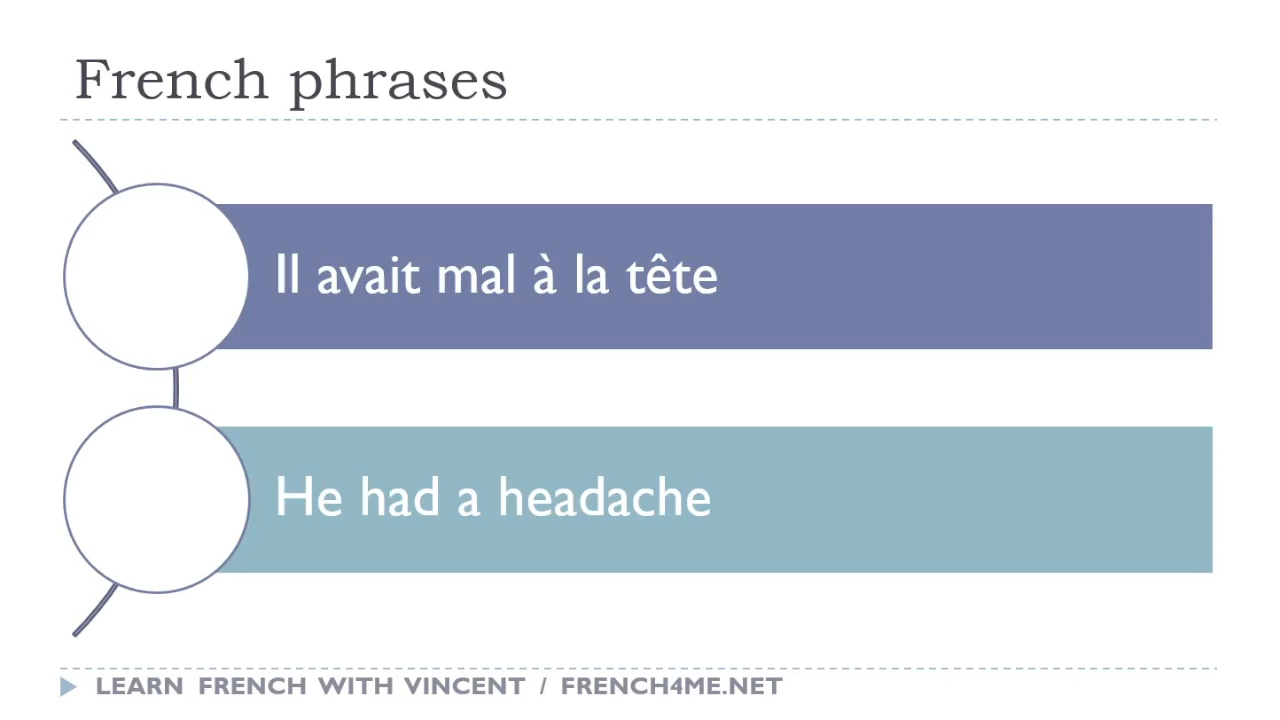 French phrases
Il avait mal à la tête
He had a headache
LEARN FRENCH WITH VINCENT / FRENCH4ME.NET